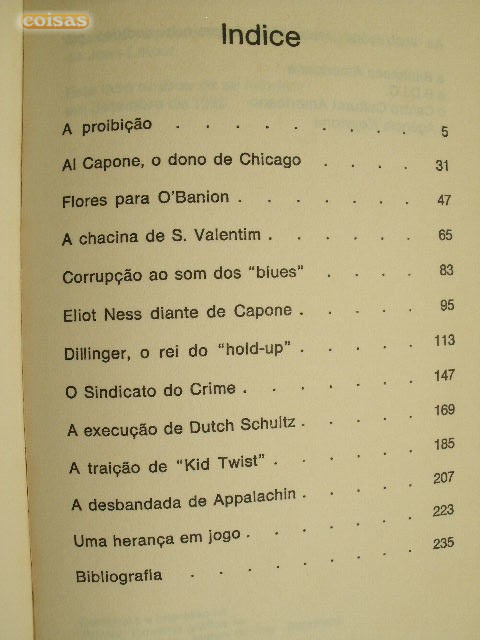 coisas
Indice
A proibição . . . . . . . . 5
Al Capone, o dono de Chicago . . . . 31
Flores para O'Banion . . . . . . 47
A chacina de S. Valentim . . . . . 65
Corrupção ao som dos "biues" . . . . 83
Eliot Ness diante de Capone . . . . . 95
Dillinger, o rei do "hold-up" . . . . . 113
O Sindicato do Crime . . . . . . 147
A execução de Dutch Schultz . . . . . 169
A traição de "Kid Twist" . . . . . . 185
A desbandada de Appalachin . . . . . 207
Uma herança em jogo . . . . . . . 223
Bibliografia . . . . . . . . 235